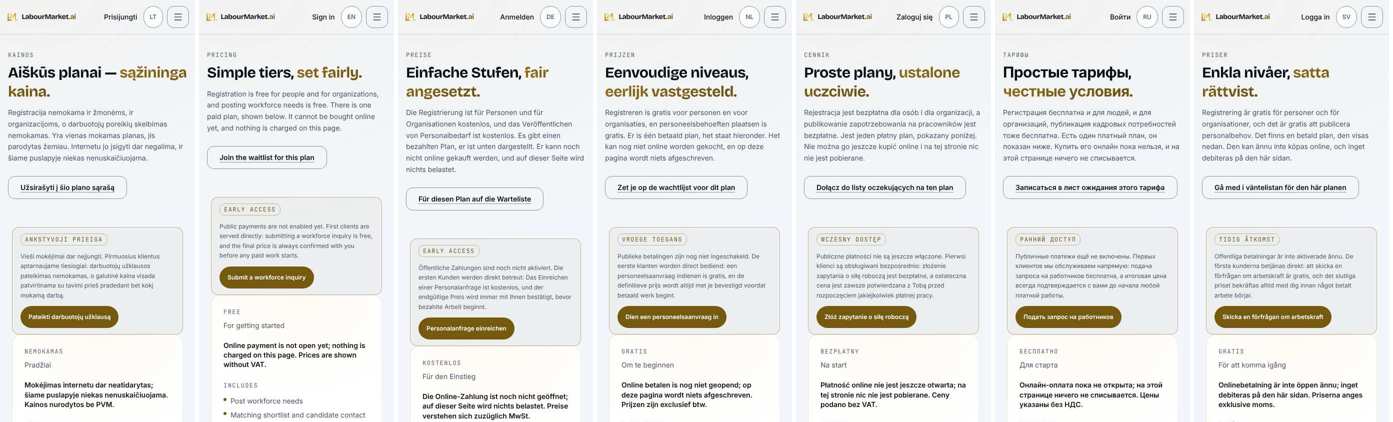 LabourMarket.ai
Prisijungti
LT
KAINOS
Aiškūs planai — sąžininga
kaina.
Registracija nemokama ir žmonėms, ir
organizacijoms, o darbuotojų poreikių skelbimas
nemokamas. Yra vienas mokamas planas, jis
parodytas žemiau. Internetu jo įsigyti dar negalima, ir
šiame puslapyje niekas nenuskaičiuojama.
Užsirašyti į šio plano sąrašą
ANKSTYVOJI PRIEIGA
Vieši mokėjimai dar neįjungti. Pirmuosius klientus
aptarnaujame tiesiogiai: darbuotojų užklausos
pateikimas nemokamas, o galutinė kaina visada
patvirtinama su tavimi prieš pradedant bet kokį
mokamą darbą.
Pateikti darbuotojų užklausą
NEMOKAMAS
Pradžiai
Mokėjimas internetu dar neatidarytas;
šiame puslapyje niekas nenuskaičiuojama.
Kainos nurodytos be PVM.
LabourMarket.ai
Sign in
EN
PRICING
Simple tiers, set fairly.
Registration is free for people and for organizations,
and posting workforce needs is free. There is one
paid plan, shown below. It cannot be bought online
yet, and nothing is charged on this page.
Join the waitlist for this plan
EARLY ACCESS
Public payments are not enabled yet. First clients are
served directly: submitting a workforce inquiry is free,
and the final price is always confirmed with you
before any paid work starts.
Submit a workforce inquiry
FREE
For getting started
Online payment is not open yet; nothing is
charged on this page. Prices are shown
without VAT.
INCLUDES
Post workforce needs
Matching shortlist and candidate contact
LabourMarket.ai
Anmelden
DE
PREISE
Einfache Stufen, fair
angesetzt.
Die Registrierung ist für Personen und für
Organisationen kostenlos, und das Veröffentlichen
von Personalbedarf ist kostenlos. Es gibt einen
bezahlten Plan, er ist unten dargestellt. Er kann noch
nicht online gekauft werden, und auf dieser Seite wird
nichts belastet.
Für diesen Plan auf die Warteliste
EARLY ACCESS
Öffentliche Zahlungen sind noch nicht aktiviert. Die
ersten Kunden werden direkt betreut: Das Einreichen
einer Personalanfrage ist kostenlos, und der
endgültige Preis wird immer mit Ihnen bestätigt, bevor
bezahlte Arbeit beginnt.
Personalanfrage einreichen
KOSTENLOS
Für den Einstieg
Die Online-Zahlung ist noch nicht geöffnet;
auf dieser Seite wird nichts belastet. Preise
verstehen sich zuzüglich MwSt.
LabourMarket.ai
Inloggen
NL
PRIJZEN
Eenvoudige niveaus,
eerlijk vastgesteld.
Registreren is gratis voor personen en voor
organisaties, en personeelsbehoeften plaatsen is
gratis. Er is één betaald plan, het staat hieronder. Het
kan nog niet online worden gekocht, en op deze
pagina wordt niets afgeschreven.
Zet je op de wachtlijst voor dit plan
VROEGE TOEGANG
Publieke betalingen zijn nog niet ingeschakeld. De
eerste klanten worden direct bediend: een
personeelsaanvraag indienen is gratis, en de
definitieve prijs wordt altijd met je bevestigd voordat
betaald werk begint.
Dien een personeelsaanvraag in
GRATIS
Om te beginnen
Online betalen is nog niet geopend; op
deze pagina wordt niets afgeschreven.
Prijzen zijn exclusief btw.
LabourMarket.ai
Zaloguj się
PL
CENNIK
Proste plany, ustalone
uczciwie.
Rejestracja jest bezpłatna dla osób i dla organizacji, a
publikowanie zapotrzebowania na pracowników jest
bezpłatne. Jest jeden płatny plan, pokazany poniżej.
Nie można go jeszcze kupić online i na tej stronie nic
nie jest pobierane.
Dołącz do listy oczekujących na ten plan
WCZESNY DOSTĘP
Publiczne płatności nie są jeszcze włączone. Pierwsi
klienci są obsługiwani bezpośrednio: złożenie
zapytania o siłę roboczą jest bezpłatne, a ostateczna
cena jest zawsze potwierdzana z Tobą przed
rozpoczęciem jakiejkolwiek płatnej pracy.
Złóż zapytanie o siłę roboczą
BEZPŁATNY
Na start
Płatność online nie jest jeszcze otwarta; na
tej stronie nic nie jest pobierane. Ceny
podano bez VAT.
LabourMarket.ai
Войти
RU
ТАРИФЫ
Простые тарифы,
честные условия.
Регистрация бесплатна и для людей, и для
организаций, публикация кадровых потребностей
тоже бесплатна. Есть один платный план, он
показан ниже. Купить его онлайн пока нельзя, и на
этой странице ничего не списывается.
Записаться в лист ожидания этого тарифа
РАННИЙ ДОСТУП
Публичные платежи ещё не включены. Первых
клиентов мы обслуживаем напрямую: подача
запроса на работников бесплатна, а итоговая цена
всегда подтверждается с вами до начала любой
платной работы.
Подать запрос на работников
БЕСПЛАТНО
Для старта
Онлайн-оплата пока не открыта; на этой
странице ничего не списывается. Цены
указаны без НДС.
LabourMarket.ai
Logga in
SV
PRISER
Enkla nivåer, satta
rättvist.
Registrering är gratis för personer och för
organisationer, och det är gratis att publicera
personalbehov. Det finns en betald plan, den visas
nedan. Den kan ännu inte köpas online, och inget
debiteras på den här sidan.
Gå med i väntelistan för den här planen
TIDIG ÅTKOMST
Offentliga betalningar är inte aktiverade ännu. De
första kunderna betjänas direkt: att skicka en
förfrågan om arbetskraft är gratis, och det slutliga
priset bekräftas alltid med dig innan något betalt
arbete börjar.
Skicka en förfrågan om arbetskraft
GRATIS
För att komma igång
Onlinebetalning är inte öppen ännu; inget
debiteras på den här sidan. Priserna anges
exklusive moms.